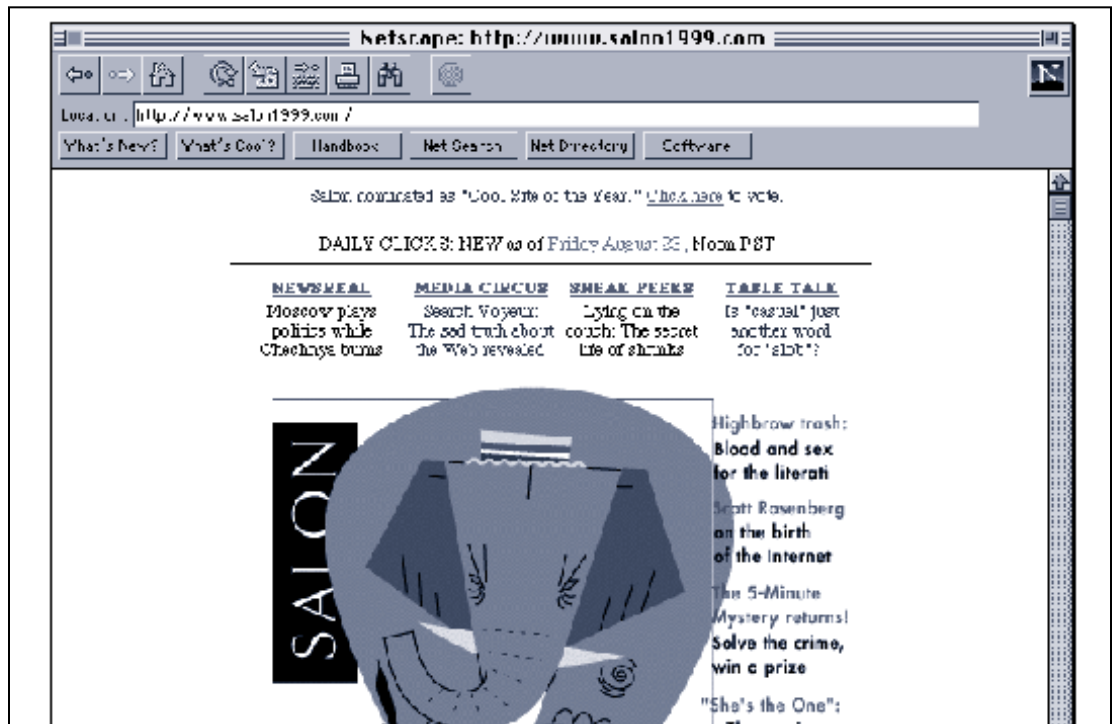 Netscape: http://www.salon1999.com
N
Location: http://www.salon1999.com/
What's New? What's Cool? Handbook Net Search Net Directory Software
Salon nominated as "Cool Site of the Year." Click here to vote.
DAILY CLICKS: NEW as of Friday August 23, Noon PST
NEWSREAL
Moscow plays
politics while
Chechnya burns
MEDIA CIRCUS
Search Voyeur:
The sad truth about
the Web revealed
SNEAK PEEKS
Lying on the
couch: The secret
life of shrinks
TABLE TALK
Is "casual" just
another word
for "slob"?
SALON
Highbrow trash:
Blood and sex
for the literati
Scott Rosenberg
on the birth
of the Internet
The 5-Minute
Mystery returns!
Solve the crime,
win a prize
"She's the One":